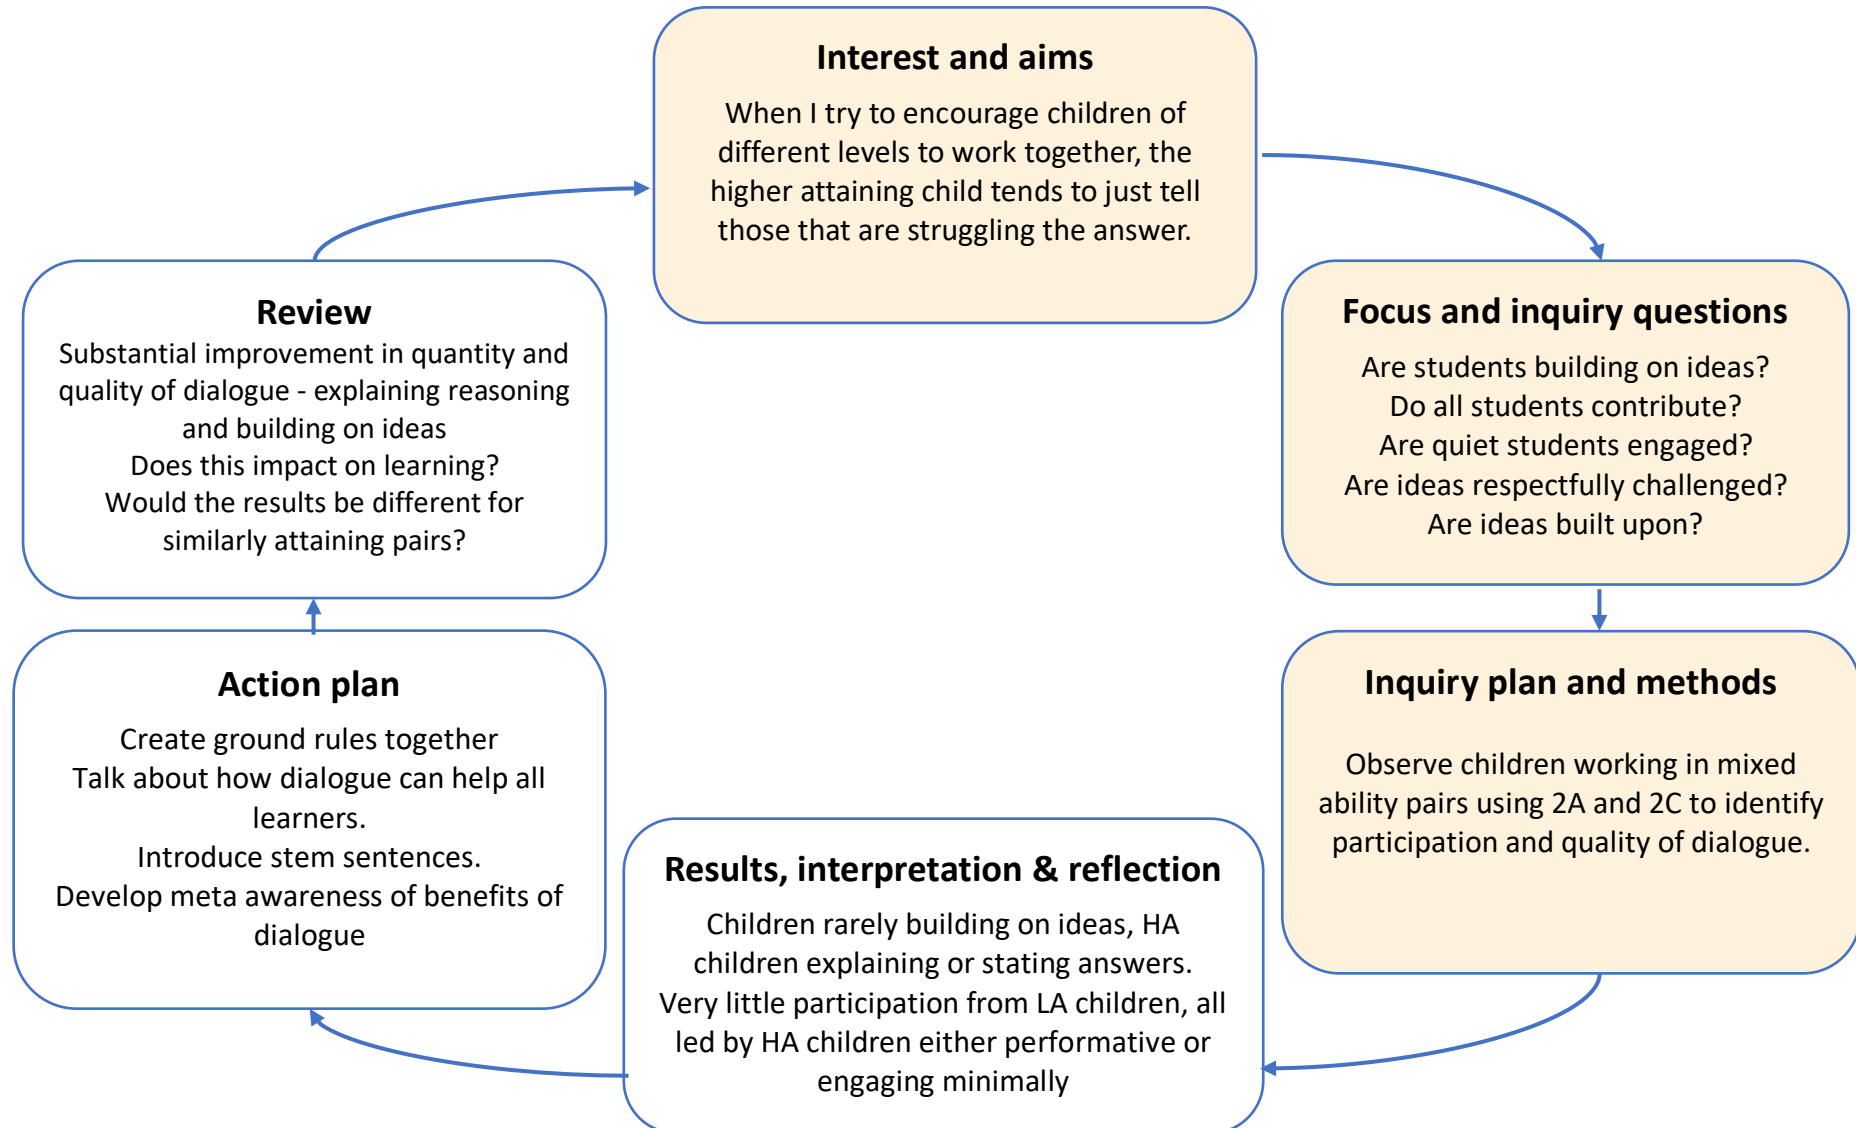 Interest and aims
When I try to encourage children of
different levels to work together, the
higher attaining child tends to just tell
those that are struggling the answer.
Focus and inquiry questions
Are students building on ideas?
Do all students contribute?
Are quiet students engaged?
Are ideas respectfully challenged?
Are ideas built upon?
Inquiry plan and methods
Observe children working in mixed
ability pairs using 2A and 2C to identify
participation and quality of dialogue.
Results, interpretation & reflection
Children rarely building on ideas, HA
children explaining or stating answers.
Very little participation from LA children, all
led by HA children either performative or
engaging minimally
Action plan
Create ground rules together
Talk about how dialogue can help all
learners.
Introduce stem sentences.
Develop meta awareness of benefits of
dialogue
Review
Substantial improvement in quantity and
quality of dialogue - explaining reasoning
and building on ideas
Does this impact on learning?
Would the results be different for
similarly attaining pairs?